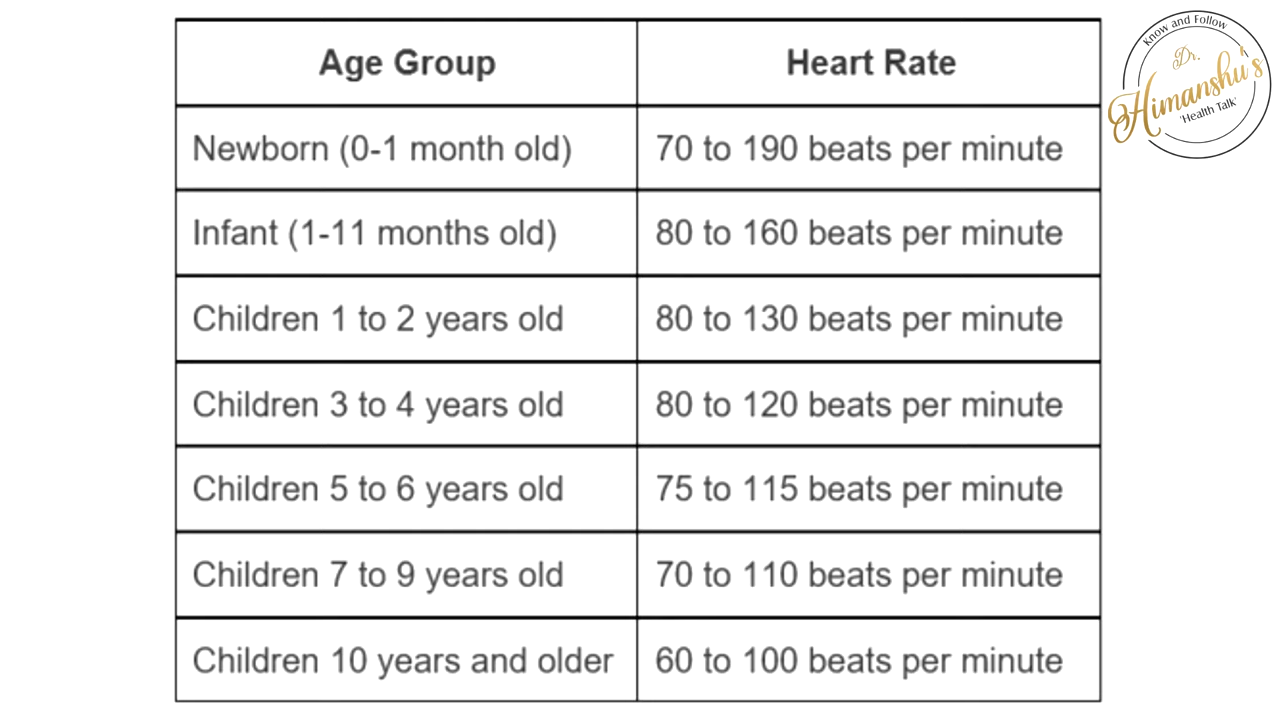 Age Group Heart Rate
Newborn (0-1 month old) 70 to 190 beats per minute
Infant (1-11 months old) 80 to 160 beats per minute
Children 1 to 2 years old 80 to 130 beats per minute
Children 3 to 4 years old 80 to 120 beats per minute
Children 5 to 6 years old 75 to 115 beats per minute
Children 7 to 9 years old 70 to 110 beats per minute
Children 10 years and older 60 to 100 beats per minute
Know and Follow
Dr.
Himanshu's
'Health Talk'